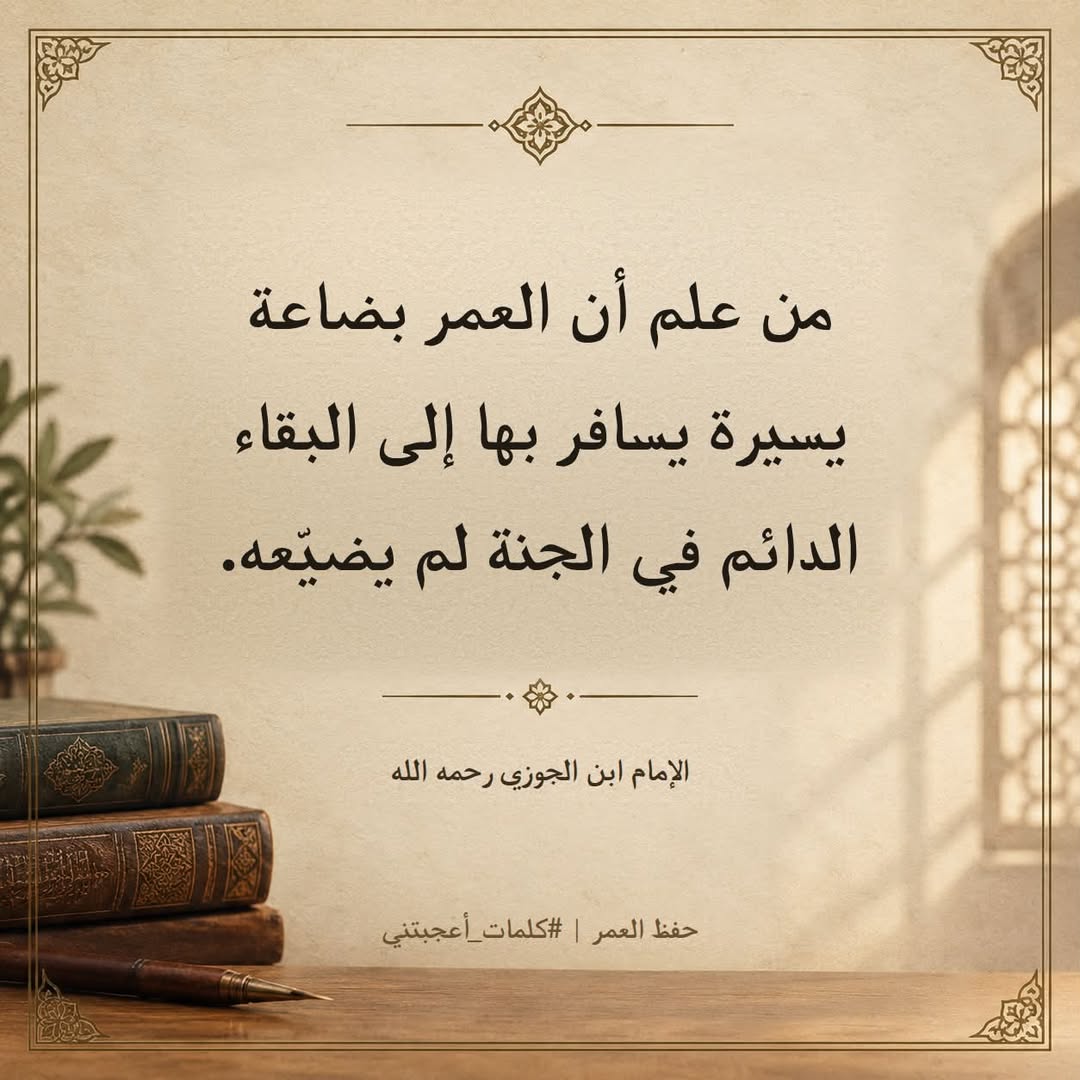 من علم أن العمر بضاعة
يسيرة يسافر بها إلى البقاء
الدائم في الجنة لم يضيّعه.
الإمام ابن الجوزي رحمه الله
حفظ العمر | #كلمات_أعجبتني